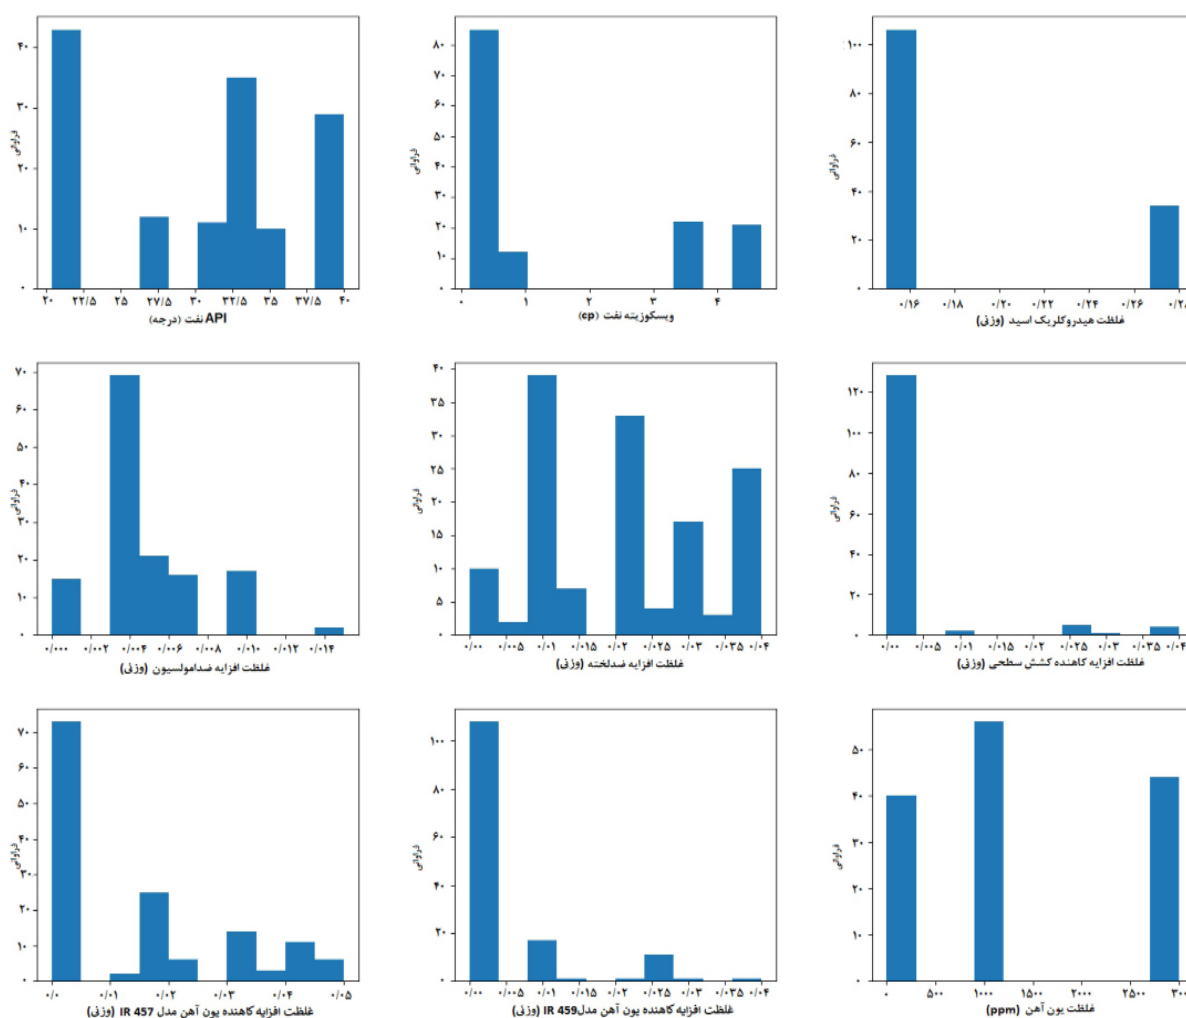 ۴۰
۳۰
۲۰
۱۰
۰
فراوانی
۲۰ ۲۲/۵ ۲۵ ۲۷/۵ ۳۰ ۳۲/۵ ۳۵ ۳۷/۵ ۴۰
API نفت (درجه)
۸۰
۷۰
۶۰
۵۰
۴۰
۳۰
۲۰
۱۰
۰
فراوانی
۰ ۱ ۲ ۳ ۴
ویسکوزیته نفت (cp)
۱۰۰
۸۰
۶۰
۴۰
۲۰
۰
فراوانی
۰/۱۶ ۰/۱۸ ۰/۲۰ ۰/۲۲ ۰/۲۴ ۰/۲۶ ۰/۲۸
غلظت هیدروکلریک اسید (وزنی)
۷۰
۶۰
۵۰
۴۰
۳۰
۲۰
۱۰
۰
فراوانی
۰/۰۰۰ ۰/۰۰۲ ۰/۰۰۴ ۰/۰۰۶ ۰/۰۰۸ ۰/۰۱۰ ۰/۰۱۲ ۰/۰۱۴
غلظت افزایه ضدامولسیون (وزنی)
۴۰
۳۵
۳۰
۲۵
۲۰
۱۵
۱۰
۵
۰
فراوانی
۰/۰۰ ۰/۰۰۵ ۰/۰۱ ۰/۰۱۵ ۰/۰۲ ۰/۰۲۵ ۰/۰۳ ۰/۰۳۵ ۰/۰۴
غلظت افزایه ضدلخته (وزنی)
۱۲۰
۱۰۰
۸۰
۶۰
۴۰
۲۰
۰
فراوانی
۰/۰۰ ۰/۰۰۵ ۰/۰۱ ۰/۰۱۵ ۰/۰۲ ۰/۰۲۵ ۰/۰۳ ۰/۰۳۵ ۰/۰۴
غلظت افزایه کاهنده کشش سطحی (وزنی)
۷۰
۶۰
۵۰
۴۰
۳۰
۲۰
۱۰
۰
فراوانی
۰/۰ ۰/۰۱ ۰/۰۲ ۰/۰۳ ۰/۰۴ ۰/۰۵
غلظت افزایه کاهنده یون آهن مدل IR 457 (وزنی)
۱۰۰
۸۰
۶۰
۴۰
۲۰
فراوانی
۰/۰۰ ۰/۰۰۵ ۰/۰۱ ۰/۰۱۵ ۰/۰۲ ۰/۰۲۵ ۰/۰۳ ۰/۰۳۵ ۰/۰۴
غلظت افزایه کاهنده یون آهن مدل IR 459 (وزنی)
۵۰
۴۰
۳۰
۲۰
۱۰
۰
فراوانی
۰ ۵۰۰ ۱۰۰۰ ۱۵۰۰ ۲۰۰۰ ۲۵۰۰
غلظت یون آهن (ppm)